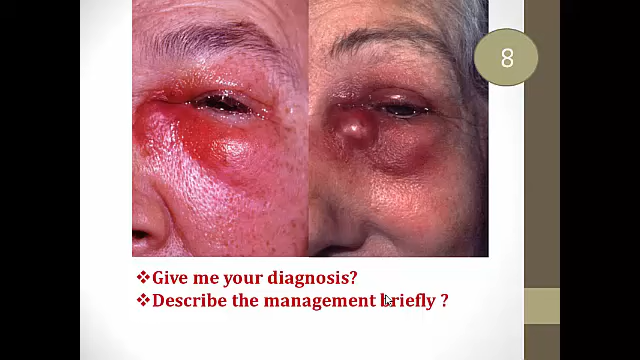 8
❖Give me your diagnosis?
❖Describe the management briefly ?